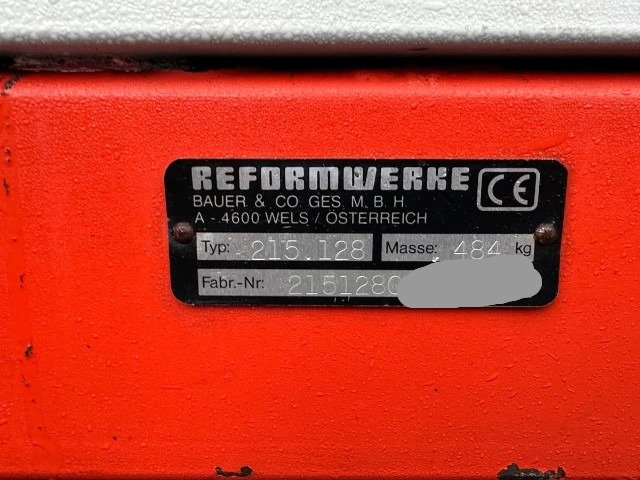 REFORMWERKE CE
BAUER & CO. GES. M. B. H.
A - 4600 WELS / ÖSTERREICH
Typ: 215.128 Masse: 484 kg
Fabr.-Nr: 2151280